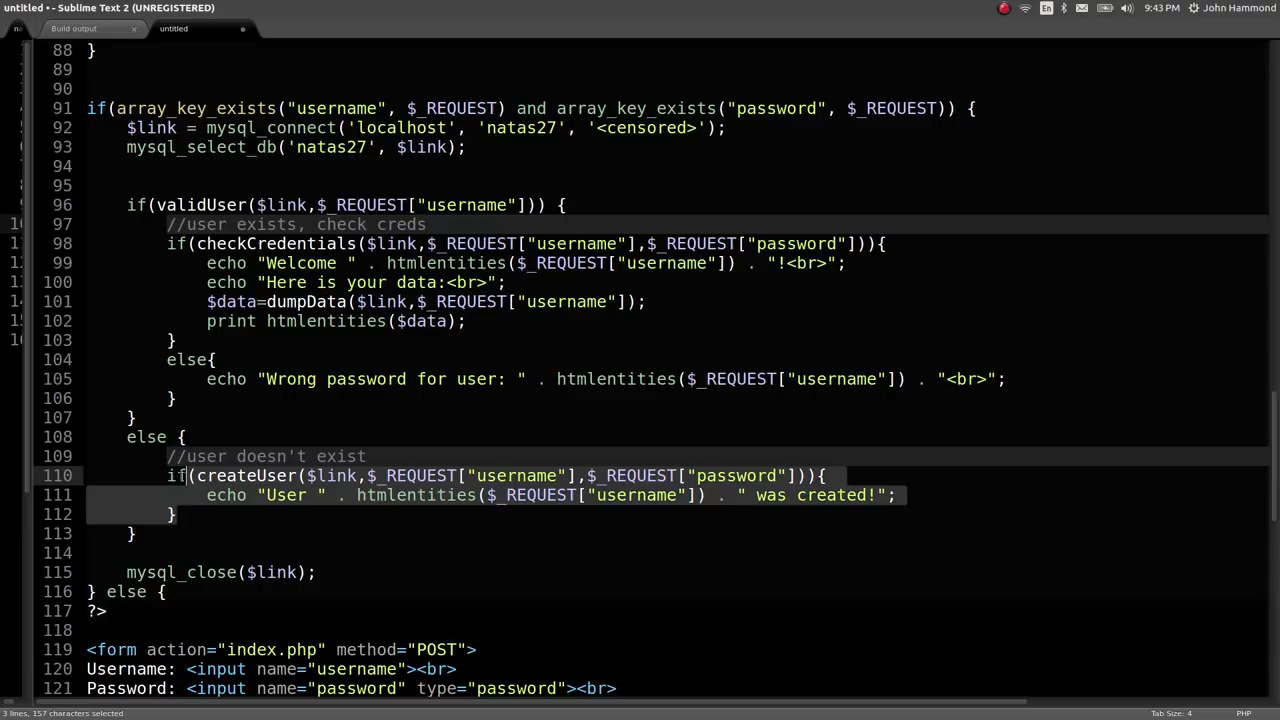 untitled • - Sublime Text 2 (UNREGISTERED)
En
9:43 PM
John Hammond
Build output
untitled
88 }
89
90
91 if(array_key_exists("username", $_REQUEST) and array_key_exists("password", $_REQUEST)) {
92 $link = mysql_connect('localhost', 'natas27', '<censored>');
93 mysql_select_db('natas27', $link);
94
95
96 if(validUser($link,$_REQUEST["username"])) {
97 //user exists, check creds
98 if(checkCredentials($link,$_REQUEST["username"],$_REQUEST["password"])){
99 echo "Welcome " . htmlentities($_REQUEST["username"]) . "!<br>";
100 echo "Here is your data:<br>";
101 $data=dumpData($link,$_REQUEST["username"]);
102 print htmlentities($data);
103 }
104 else{
105 echo "Wrong password for user: " . htmlentities($_REQUEST["username"]) . "<br>";
106 }
107 }
108 else {
109 //user doesn't exist
110 if(createUser($link,$_REQUEST["username"],$_REQUEST["password"])){
111 echo "User " . htmlentities($_REQUEST["username"]) . " was created!";
112 }
113 }
114
115 mysql_close($link);
116 } else {
117 ?>
118
119 <form action="index.php" method="POST">
120 Username: <input name="username"><br>
121 Password: <input name="password" type="password"><br>
3 lines, 157 characters selected
Tab Size: 4
PHP